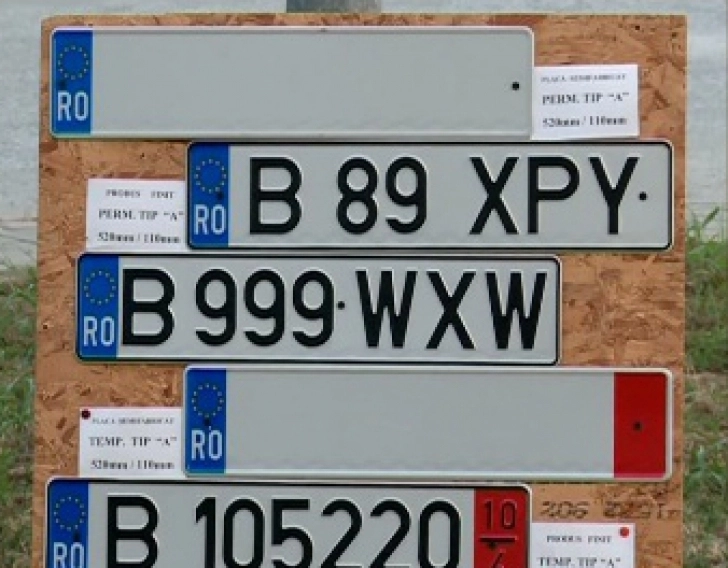 RO
PLACA SEMIFABRICAT
PERM. TIP "A"
520mm / 110mm
RO B 89 XPY
PRODUS FINIT
PERM. TIP "A"
520mm / 110mm
RO B 999 WXW
RO
PLACA SEMIFABRICAT
TEMP. TIP "A"
520mm / 110mm
RO B 105220 10
PRODUS FINIT
TEMP. TIP "A"